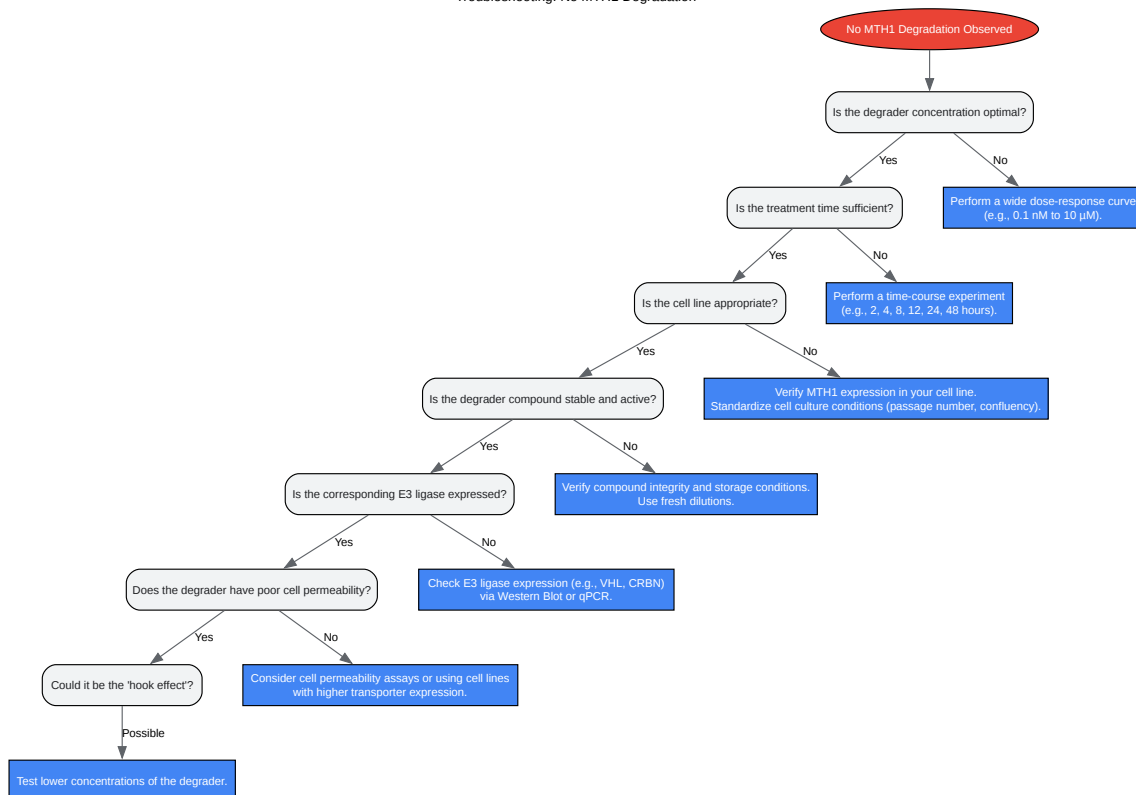 Troubleshooting: No MTH1 Degradation
No MTH1 Degradation Observed
Is the degrader concentration optimal?
Yes
No
Is the treatment time sufficient?
Perform a wide dose-response curve
(e.g., 0.1 nM to 10 µM).
Yes
No
Is the cell line appropriate?
Perform a time-course experiment
(e.g., 2, 4, 8, 12, 24, 48 hours).
Yes
No
Is the degrader compound stable and active?
Verify MTH1 expression in your cell line.
Standardize cell culture conditions (passage number, confluency).
Yes
No
Is the corresponding E3 ligase expressed?
Verify compound integrity and storage conditions.
Use fresh dilutions.
Yes
No
Does the degrader have poor cell permeability?
Check E3 ligase expression (e.g., VHL, CRBN)
via Western Blot or qPCR.
Yes
No
Could it be the 'hook effect'?
Consider cell permeability assays or using cell lines
with higher transporter expression.
Possible
Test lower concentrations of the degrader.